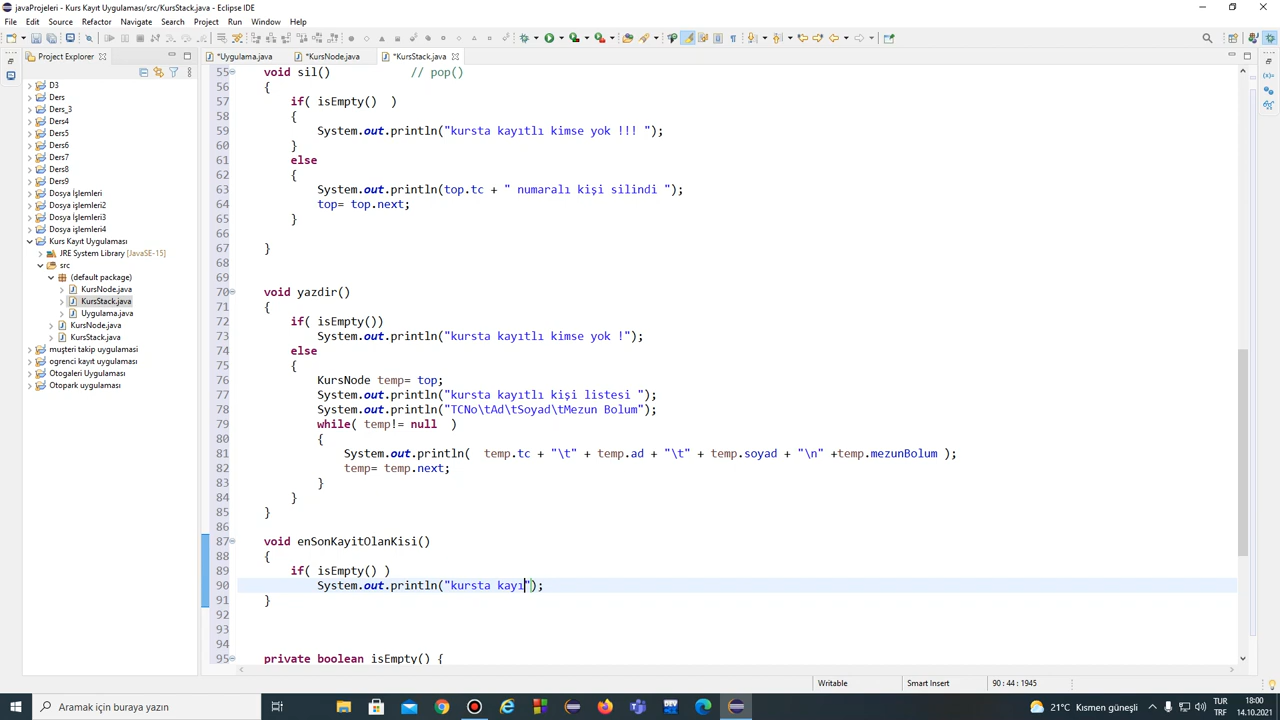 javaProjeleri - Kurs Kayıt Uygulaması/src/KursStack.java - Eclipse IDE
File Edit Source Refactor Navigate Search Project Run Window Help
Project Explorer
*Uygulama.java *KursNode.java *KursStack.java
D3
Ders
Ders_3
Ders4
Ders5
Ders6
Ders7
Ders8
Ders9
Dosya İşlemleri
Dosya işlemleri2
Dosya işlemleri3
Dosya işlemleri4
Kurs Kayıt Uygulaması
JRE System Library [JavaSE-15]
src
(default package)
KursNode.java
KursStack.java
Uygulama.java
KursNode.java
KursStack.java
muşteri takip uygulamasi
ogrenci kayıt uygulaması
Otogaleri Uygulaması
Otopark uygulaması
55 void sil() // pop()
56 {
57 if( isEmpty() )
58 {
59 System.out.println("kursta kayıtlı kimse yok !!! ");
60 }
61 else
62 {
63 System.out.println(top.tc + " numaralı kişi silindi ");
64 top= top.next;
65 }
66
67 }
68
69
70 void yazdir()
71 {
72 if( isEmpty())
73 System.out.println("kursta kayıtlı kimse yok !");
74 else
75 {
76 KursNode temp= top;
77 System.out.println("kursta kayıtlı kişi listesi ");
78 System.out.println("TCNo\tAd\tSoyad\tMezun Bolum");
79 while( temp!= null )
80 {
81 System.out.println( temp.tc + "\t" + temp.ad + "\t" + temp.soyad + "\n" +temp.mezunBolum );
82 temp= temp.next;
83 }
84 }
85 }
86
87 void enSonKayitOlanKisi()
88 {
89 if( isEmpty() )
90 System.out.println("kursta kayı");
91 }
92
93
94
95 private boolean isEmpty() {
Writable Smart Insert 90 : 44 : 1945
Aramak için buraya yazın
DEV
21°C Kısmen güneşli
TUR
TRF
18:00
14.10.2021